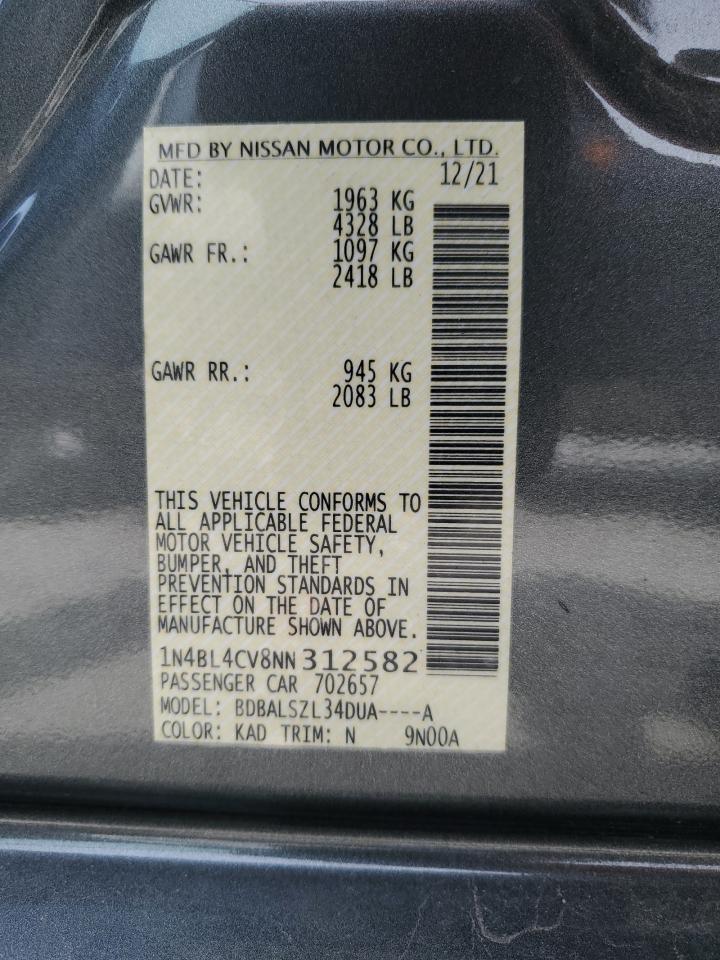 MFD BY NISSAN MOTOR CO., LTD.
DATE: 12/21
GVWR: 1963 KG
4328 LB
GAWR FR.: 1097 KG
2418 LB
GAWR RR.: 945 KG
2083 LB
THIS VEHICLE CONFORMS TO
ALL APPLICABLE FEDERAL
MOTOR VEHICLE SAFETY,
BUMPER, AND THEFT
PREVENTION STANDARDS IN
EFFECT ON THE DATE OF
MANUFACTURE SHOWN ABOVE.
1N4BL4CV8NN312582
PASSENGER CAR 702657
MODEL: BDBALSZL34DUA----A
COLOR: KAD TRIM: N 9N00A